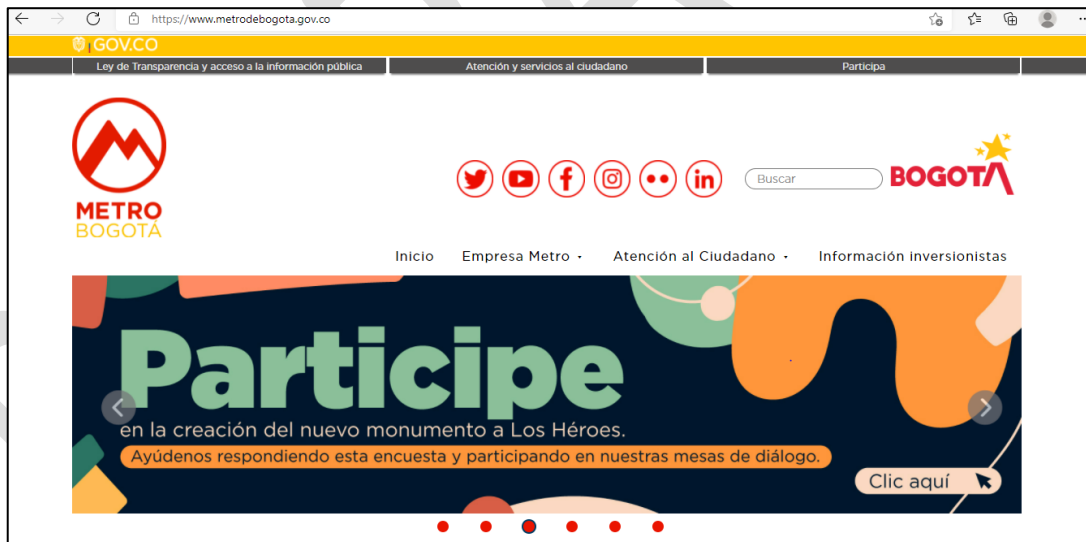 https://www.metrodebogota.gov.co
GOV.CO
Ley de Transparencia y acceso a la información pública
Atención y servicios al ciudadano
Participa
METRO
BOGOTÁ
Buscar
BOGOTA
Inicio
Empresa Metro
Atención al Ciudadano
Información inversionistas
Participe
en la creación del nuevo monumento a Los Héroes.
Ayúdenos respondiendo esta encuesta y participando en nuestras mesas de diálogo.
Clic aquí